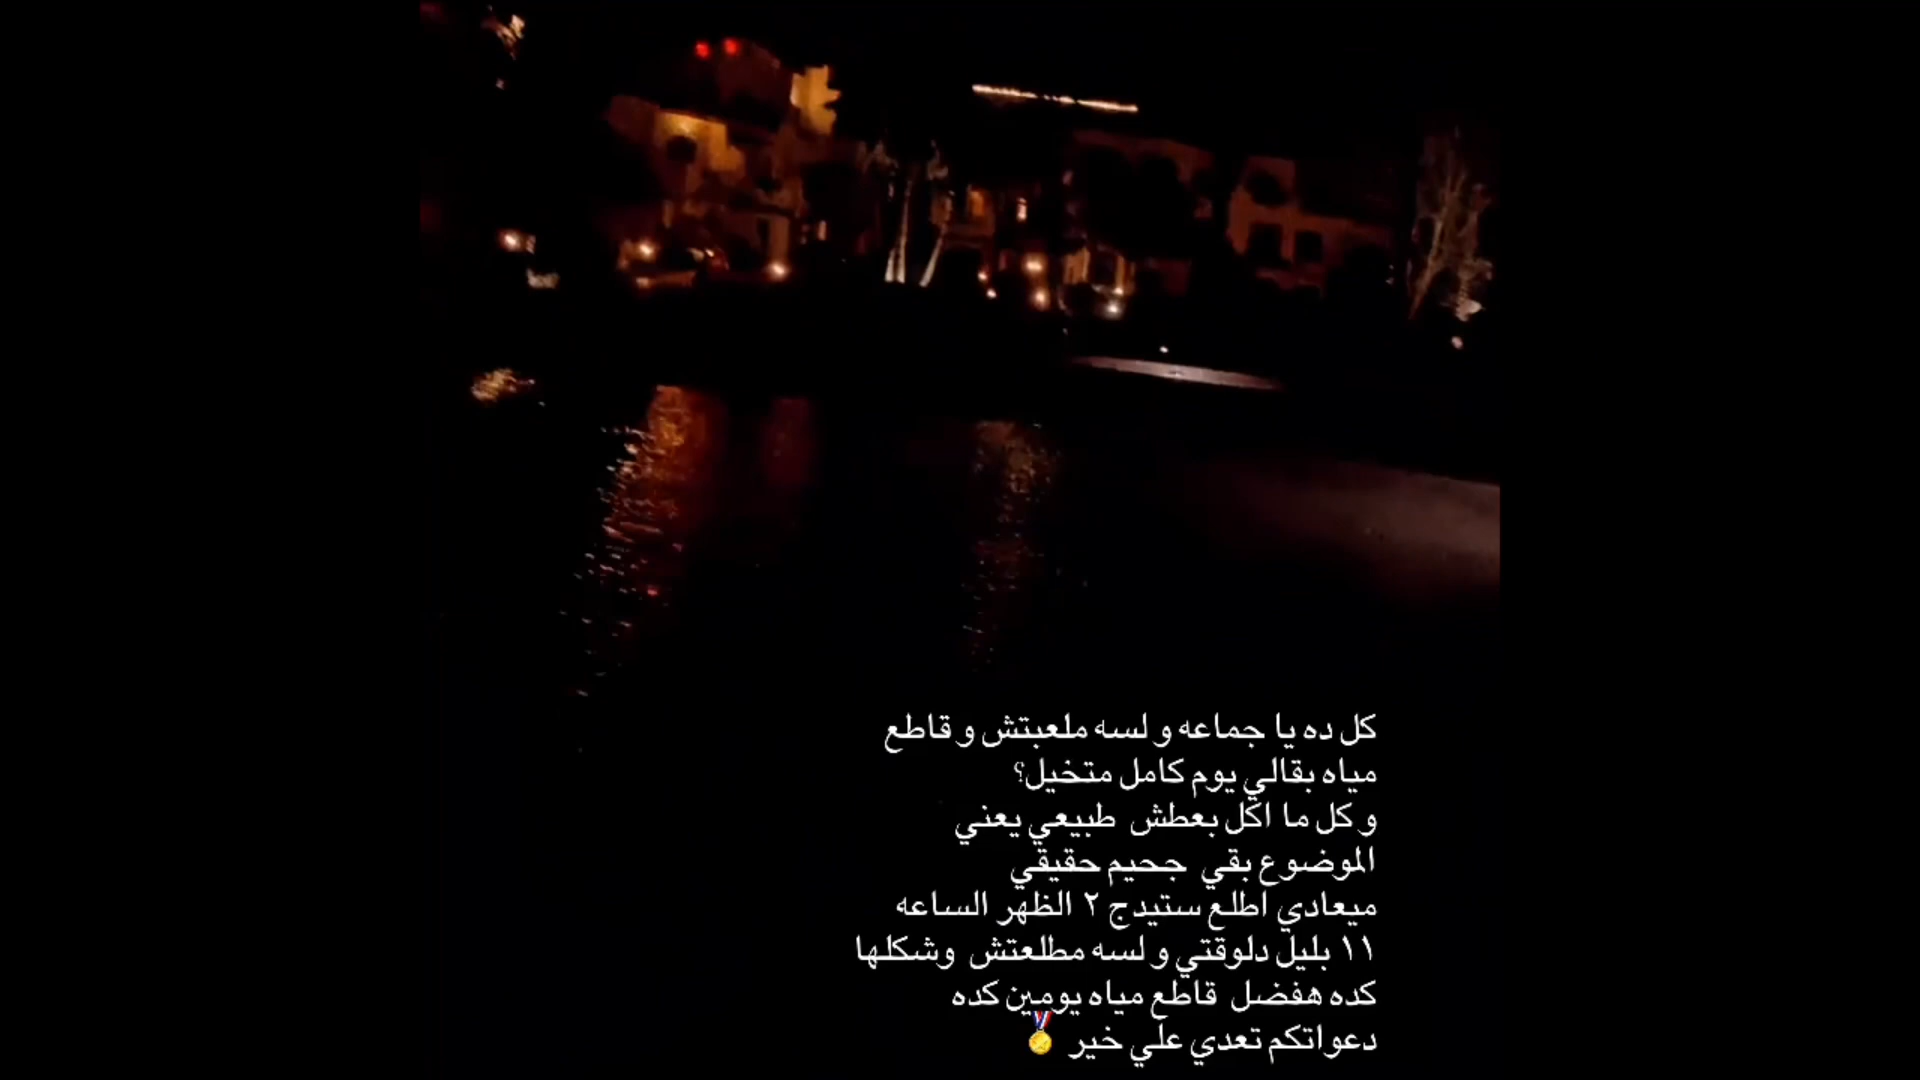 كل ده يا جماعه و لسه ملعبتش و قاطع
مياه بقالي يوم كامل متخيل؟
و كل ما اكل بعطش طبيعي يعني
الموضوع بقي جحيم حقيقي
ميعادي اطلع ستيدج ٢ الظهر الساعه
١١ بليل دلوقتي و لسه مطلعتش وشكلها
كده هفضل قاطع مياه يومين كده
دعواتكم تعدي علي خير 🏅